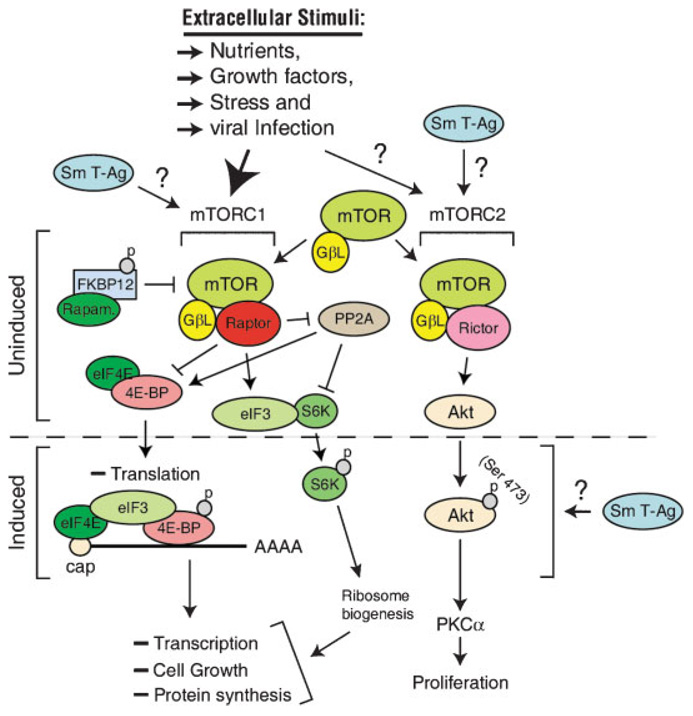 Extracellular Stimuli:
Nutrients,
Growth factors,
Stress and
viral Infection
Sm T-Ag
?
Sm T-Ag
?
?
mTORC1
mTOR
GβL
mTORC2
Uninduced
p
FKBP12
Rapam.
mTOR
GβL
Raptor
PP2A
mTOR
GβL
Rictor
eIF4E
4E-BP
eIF3
S6K
Akt
Induced
– Translation
eIF4E
eIF3
p
4E-BP
cap
AAAA
p
S6K
(Ser 473)
p
Akt
?
Sm T-Ag
Ribosome
biogenesis
PKCα
Proliferation
– Transcription
– Cell Growth
– Protein synthesis